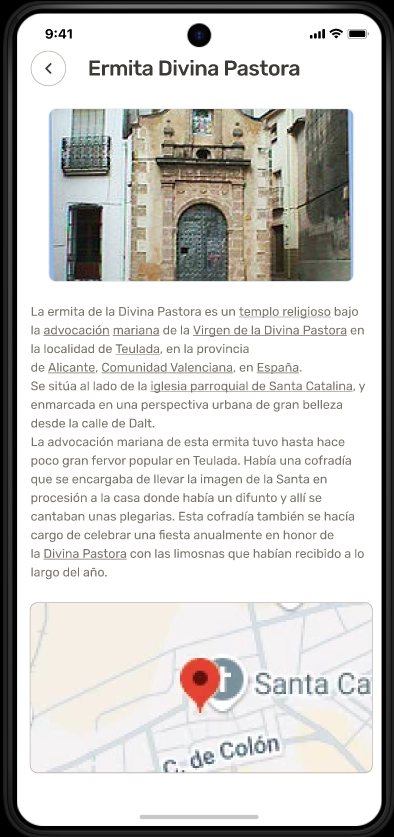 9:41
Ermita Divina Pastora
La ermita de la Divina Pastora es un templo religioso bajo
la advocación mariana de la Virgen de la Divina Pastora en
la localidad de Teulada, en la provincia
de Alicante, Comunidad Valenciana, en España.
Se sitúa al lado de la iglesia parroquial de Santa Catalina, y
enmarcada en una perspectiva urbana de gran belleza
desde la calle de Dalt.
La advocación mariana de esta ermita tuvo hasta hace
poco gran fervor popular en Teulada. Había una cofradía
que se encargaba de llevar la imagen de la Santa en
procesión a la casa donde había un difunto y allí se
cantaban unas plegarias. Esta cofradía también se hacía
cargo de celebrar una fiesta anualmente en honor de
la Divina Pastora con las limosnas que habían recibido a lo
largo del año.
Santa Ca
C. de Colón